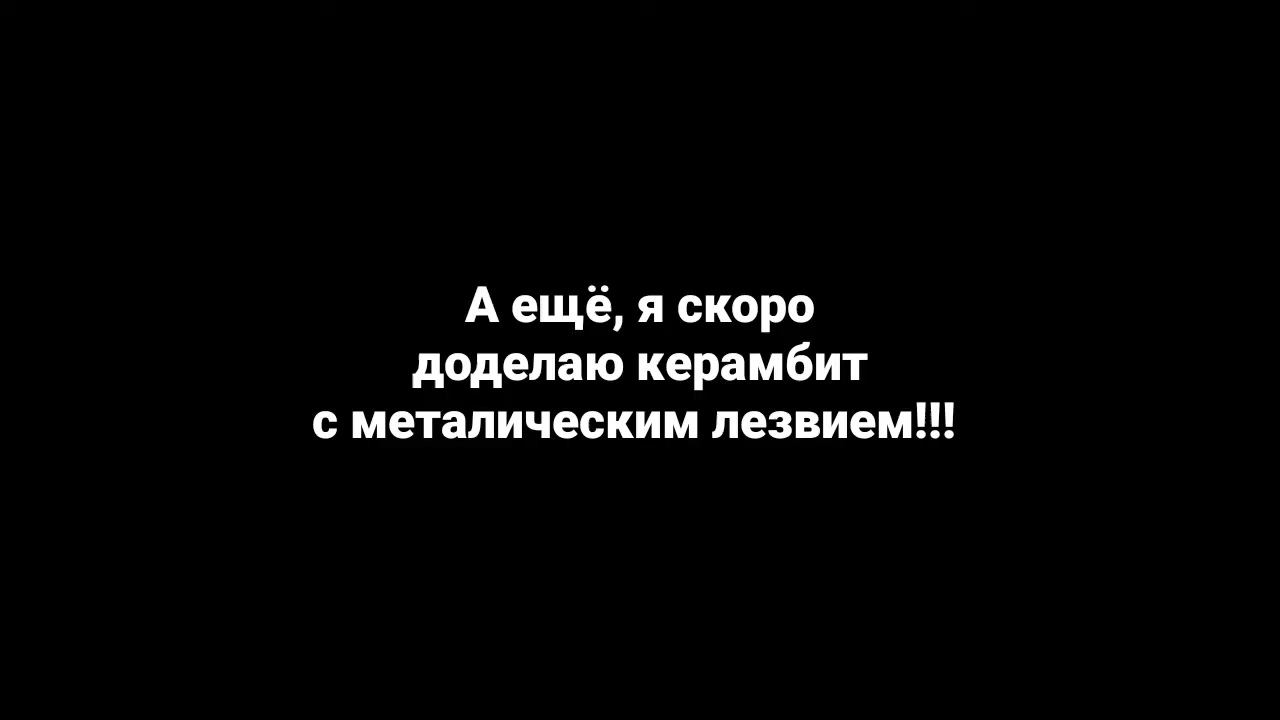 А ещё, я скоро
доделаю керамбит
с металическим лезвием!!!